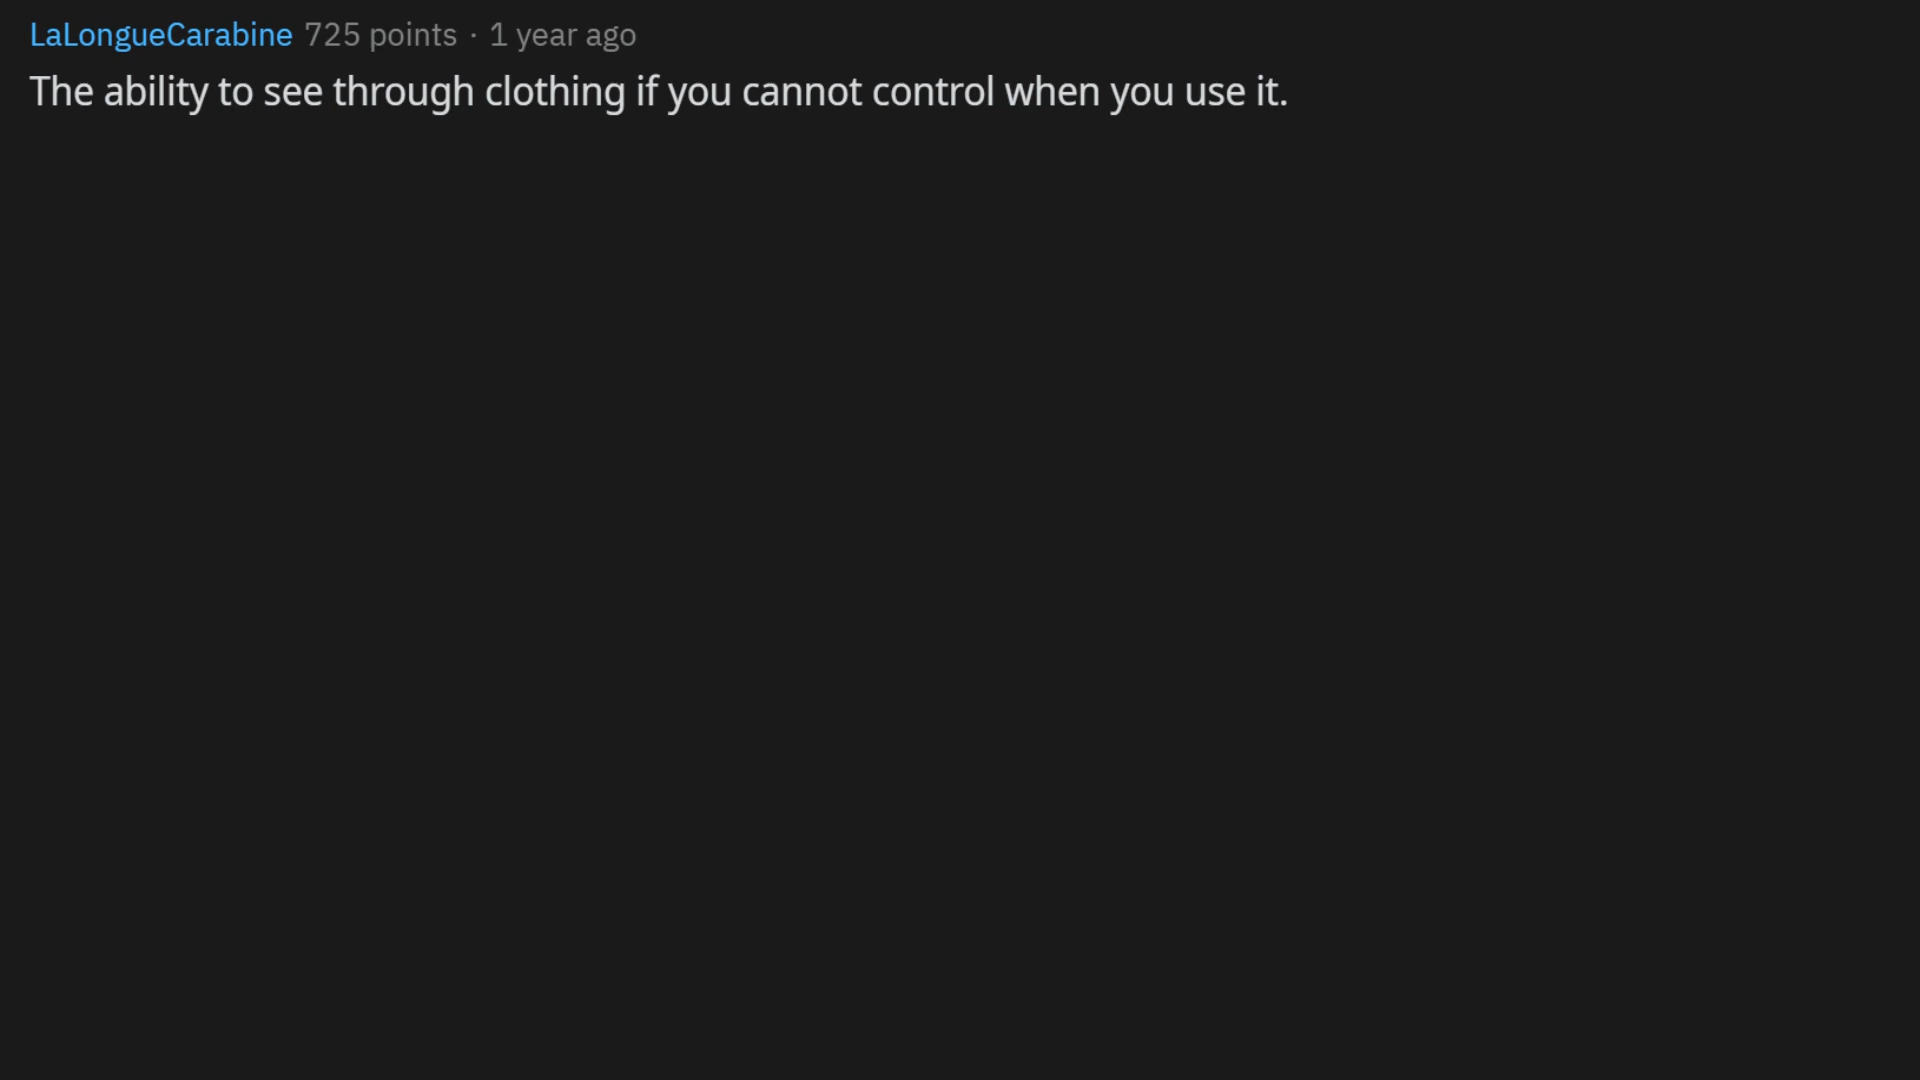 LaLongueCarabine 725 points · 1 year ago
The ability to see through clothing if you cannot control when you use it.